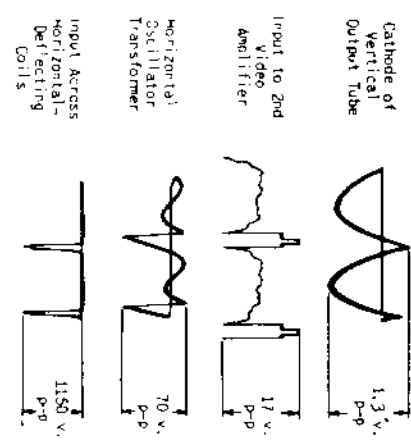 Cathode of
Vertical
Output Tube
1.3 v.
p-p
Input to 2nd
Video
Amplifier
17 v.
p-p
Horizontal
Oscillator
Transformer
70 v.
p-p
Input Across
Horizontal-
Deflecting
Coils
1150 v.
p-p